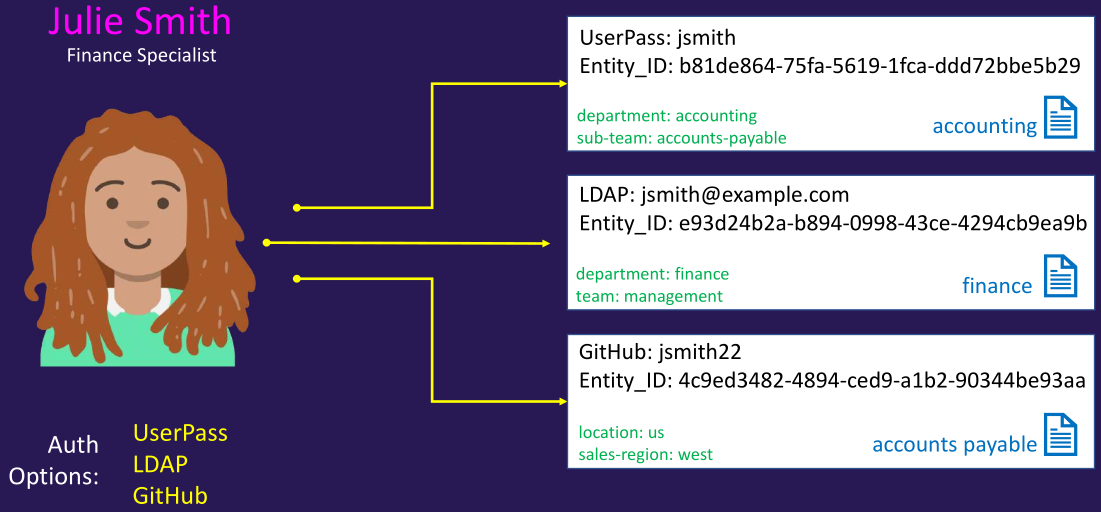 Julie Smith
Finance Specialist
Auth
Options:
UserPass
LDAP
GitHub
UserPass: jsmith
Entity_ID: b81de864-75fa-5619-1fca-ddd72bbe5b29
department: accounting
sub-team: accounts-payable
accounting
LDAP: jsmith@example.com
Entity_ID: e93d24b2a-b894-0998-43ce-4294cb9ea9b
department: finance
team: management
finance
GitHub: jsmith22
Entity_ID: 4c9ed3482-4894-ced9-a1b2-90344be93aa
location: us
sales-region: west
accounts payable